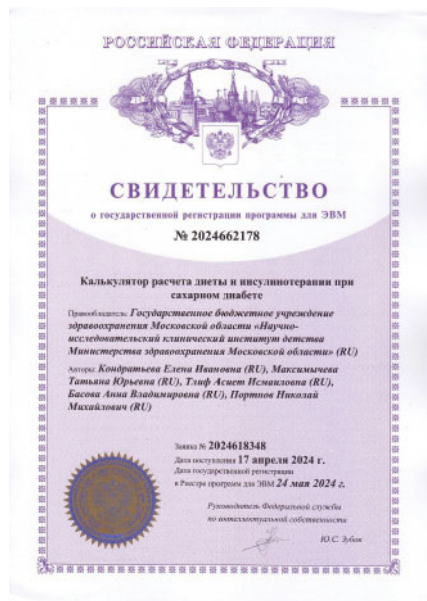 РОССИЙСКАЯ ФЕДЕРАЦИЯ
СВИДЕТЕЛЬСТВО
о государственной регистрации программы для ЭВМ
№ 2024662178
Калькулятор расчета диеты и инсулинотерапии при
сахарном диабете
Правообладатель: Государственное бюджетное учреждение
здравоохранения Московской области «Научно-
исследовательский клинический институт детства
Министерства здравоохранения Московской области» (RU)
Авторы: Кондратьева Елена Ивановна (RU), Максимычева
Татьяна Юрьевна (RU), Тлиф Асиет Исмаиловна (RU),
Басова Анна Владимировна (RU), Портнов Николай
Михайлович (RU)
Заявка № 2024618348
Дата поступления 17 апреля 2024 г.
Дата государственной регистрации
в Реестре программ для ЭВМ 24 мая 2024 г.
Руководитель Федеральной службы
по интеллектуальной собственности
Ю.С. Зубов